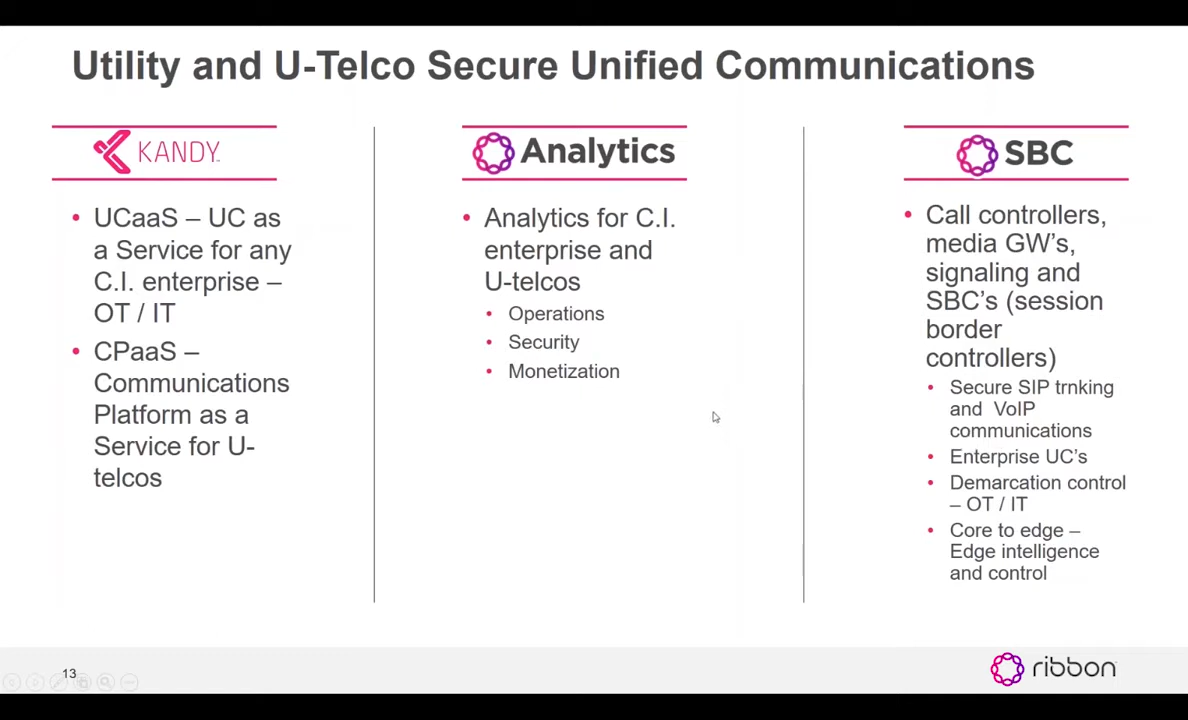 Utility and U-Telco Secure Unified Communications
KANDY
• UCaaS – UC as
a Service for any
C.I. enterprise –
OT / IT
• CPaaS –
Communications
Platform as a
Service for U-
telcos
Analytics
• Analytics for C.I.
enterprise and
U-telcos
• Operations
• Security
• Monetization
SBC
• Call controllers,
media GW's,
signaling and
SBC's (session
border
controllers)
• Secure SIP trnking
and VoIP
communications
• Enterprise UC's
• Demarcation control
– OT / IT
• Core to edge –
Edge intelligence
and control
13
ribbon